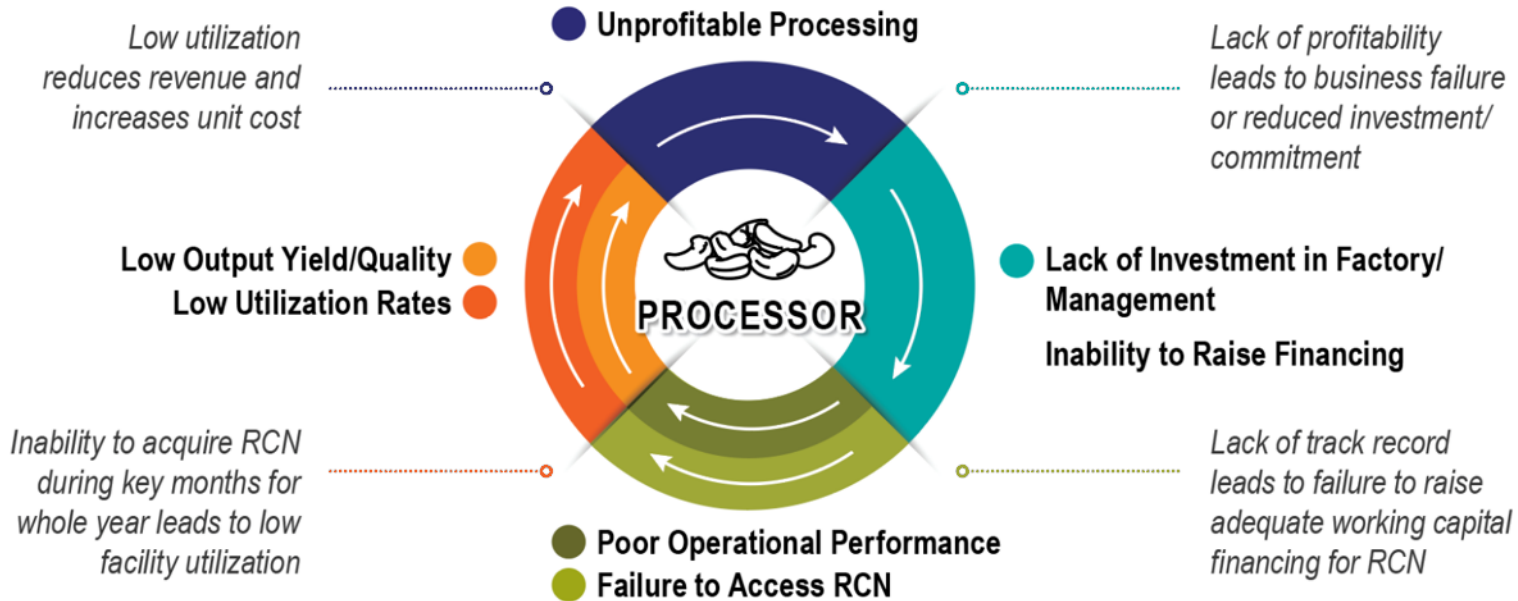 Unprofitable Processing
Low utilization
reduces revenue and
increases unit cost
Lack of profitability
leads to business failure
or reduced investment/
commitment
Low Output Yield/Quality
Low Utilization Rates
PROCESSOR
Lack of Investment in Factory/
Management
Inability to Raise Financing
Inability to acquire RCN
during key months for
whole year leads to low
facility utilization
Lack of track record
leads to failure to raise
adequate working capital
financing for RCN
Poor Operational Performance
Failure to Access RCN